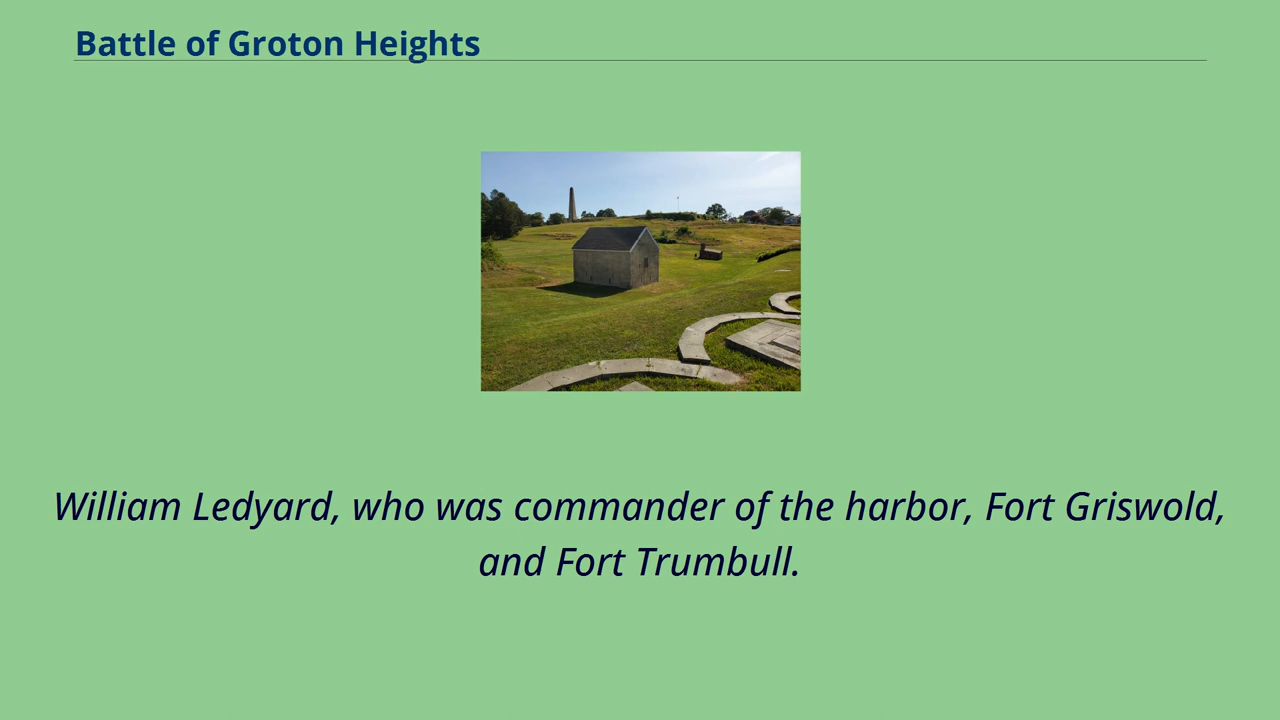 Battle of Groton Heights
William Ledyard, who was commander of the harbor, Fort Griswold,
and Fort Trumbull.